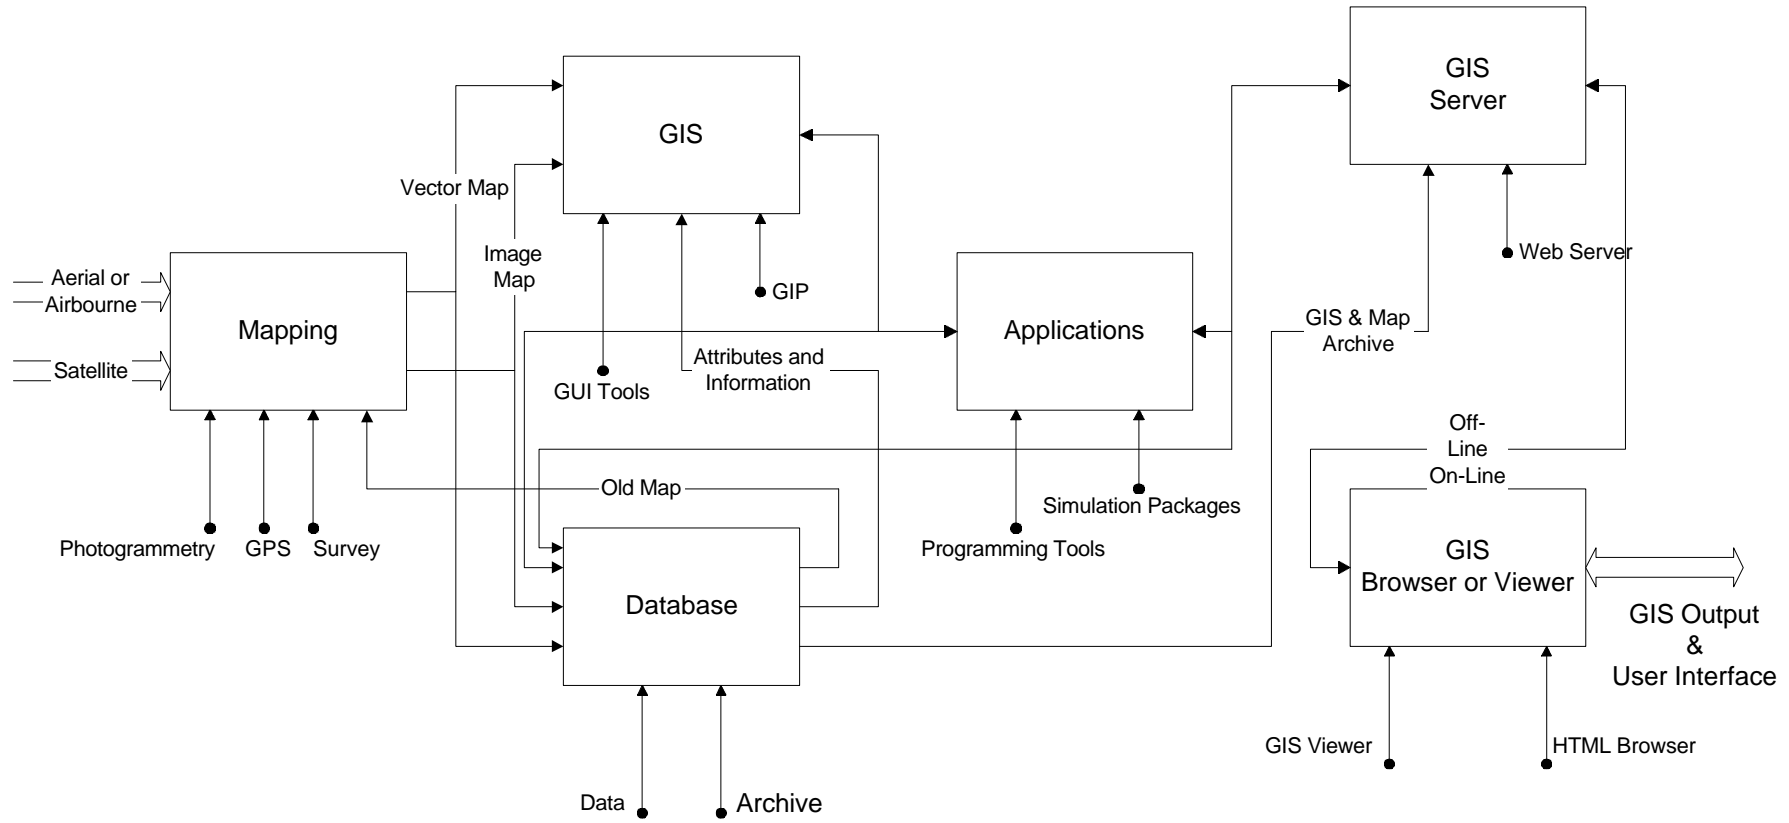 GIS
Server
GIS
Vector Map
Image
Map
Web Server
Aerial or
Airbourne
Mapping
GIP
Applications
GIS & Map
Archive
Satellite
Attributes and
Information
GUI Tools
Off-
Line
On-Line
Old Map
Simulation Packages
Photogrammetry
GPS
Survey
Programming Tools
GIS
Browser or Viewer
Database
GIS Output
&
User Interface
GIS Viewer
HTML Browser
Data
Archive